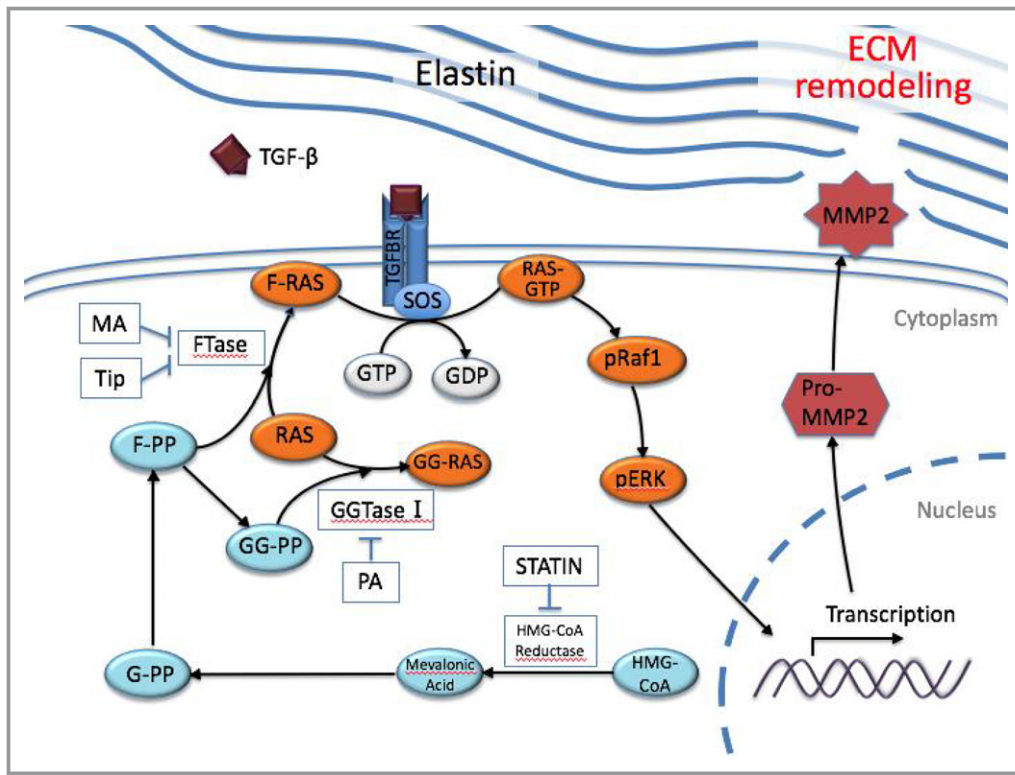 Elastin
ECM
remodeling
TGF-β
TGFBR
MMP2
F-RAS
SOS
RAS-
GTP
Cytoplasm
MA
FTase
Tip
GTP
GDP
pRaf1
Pro-
MMP2
F-PP
RAS
GG-RAS
pERK
GGTase I
Nucleus
GG-PP
PA
STATIN
HMG-CoA
Reductase
Transcription
G-PP
Mevalonic
Acid
HMG-
CoA